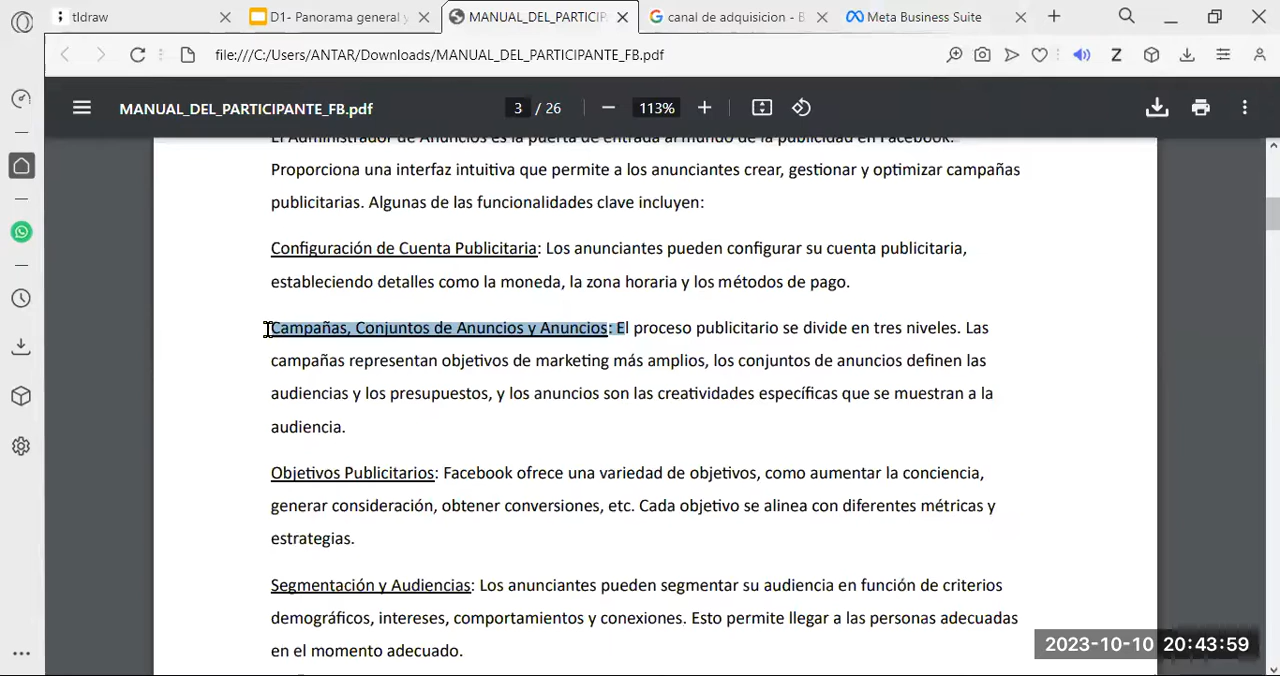 tldraw
D1- Panorama general y
MANUAL_DEL_PARTICIP
canal de adquisicion - B
Meta Business Suite
file:///C:/Users/ANTAR/Downloads/MANUAL_DEL_PARTICIPANTE_FB.pdf
Z
MANUAL_DEL_PARTICIPANTE_FB.pdf
3 / 26
113%
El Administrador de Anuncios es la puerta de entrada al mundo de la publicidad en Facebook.
Proporciona una interfaz intuitiva que permite a los anunciantes crear, gestionar y optimizar campañas
publicitarias. Algunas de las funcionalidades clave incluyen:
Configuración de Cuenta Publicitaria: Los anunciantes pueden configurar su cuenta publicitaria,
estableciendo detalles como la moneda, la zona horaria y los métodos de pago.
Campañas, Conjuntos de Anuncios y Anuncios: El proceso publicitario se divide en tres niveles. Las
campañas representan objetivos de marketing más amplios, los conjuntos de anuncios definen las
audiencias y los presupuestos, y los anuncios son las creatividades específicas que se muestran a la
audiencia.
Objetivos Publicitarios: Facebook ofrece una variedad de objetivos, como aumentar la conciencia,
generar consideración, obtener conversiones, etc. Cada objetivo se alinea con diferentes métricas y
estrategias.
Segmentación y Audiencias: Los anunciantes pueden segmentar su audiencia en función de criterios
demográficos, intereses, comportamientos y conexiones. Esto permite llegar a las personas adecuadas
en el momento adecuado.
2023-10-10 20:43:59